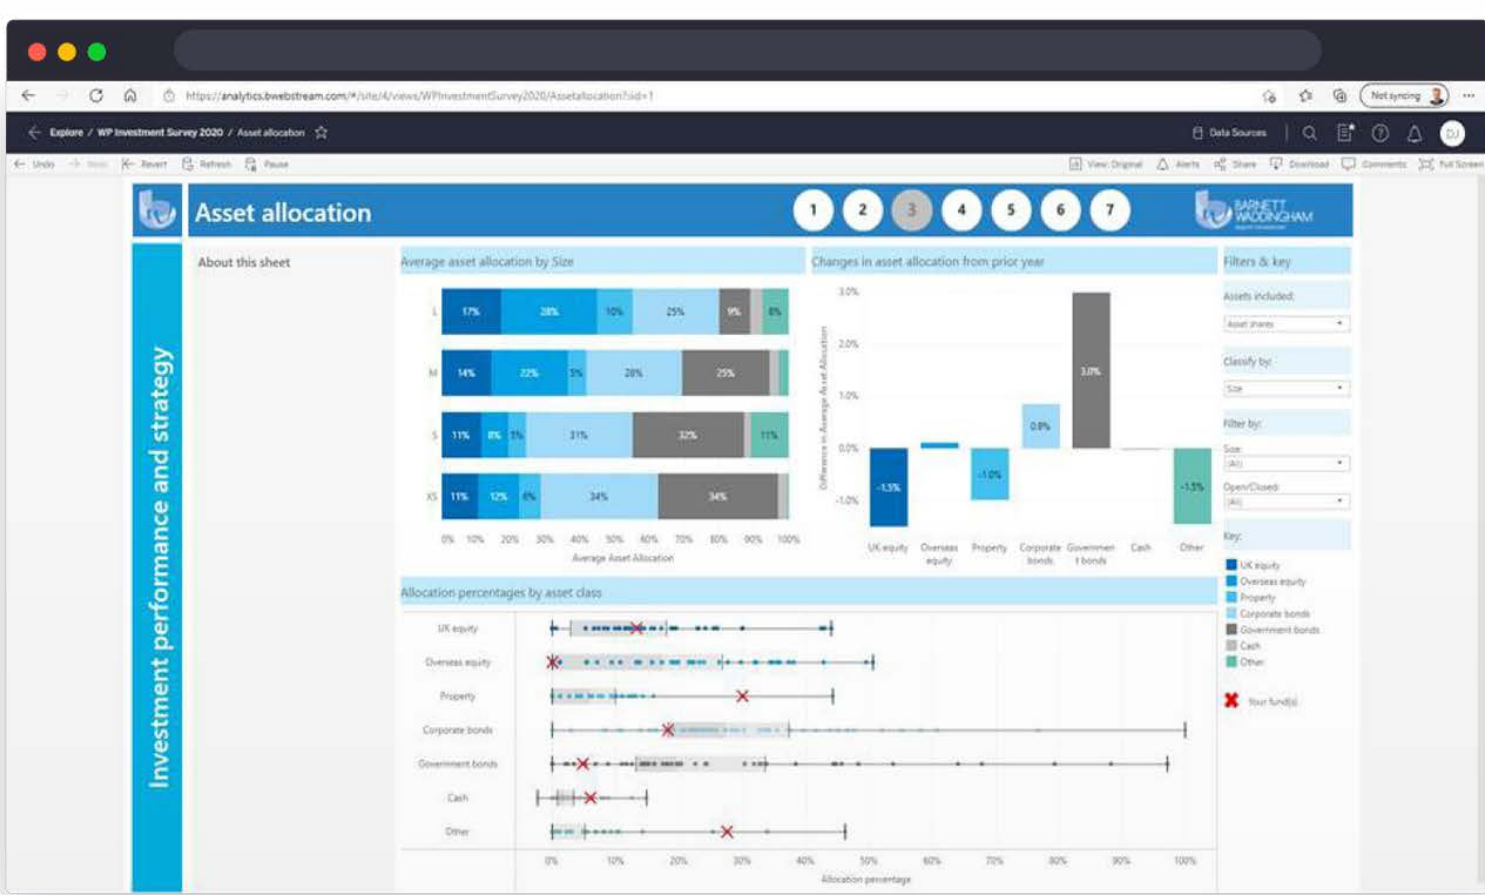 https://analytics.bwebstream.com/#/site/4/views/WPInvestmentSurvey2020/Assetallocation?:iid=1
Not syncing
Explore / WP Investment Survey 2020 / Asset allocation
Data Sources
DJ
Undo
Revert
Refresh
Pause
View: Original
Alerts
Share
Download
Comments
Full Screen
Asset allocation
1 2 3 4 5 6 7
BARNETT
WADDINGHAM
Investment performance and strategy
About this sheet
Average asset allocation by Size
L 17% 28% 10% 25% 9% 8%
M 14% 22% 5% 28% 25%
S 11% 8% 5% 31% 32% 11%
XS 11% 12% 6% 34% 34%
0% 10% 20% 30% 40% 50% 60% 70% 80% 90% 100%
Average Asset Allocation
Changes in asset allocation from prior year
Difference in Average Asset Allocation
3.0%
2.0%
1.0%
0.0%
-1.0%
-1.5%
-1.0%
0.8%
3.0%
-1.5%
UK equity Overseas Property Corporate Governmen Cash Other
equity bonds t bonds
Filters & key
Assets included:
Asset shares
Classify by:
Size
Filter by:
Size:
(All)
Open/Closed:
(All)
Key:
UK equity
Overseas equity
Property
Corporate bonds
Government bonds
Cash
Other
Your fund(s)
Allocation percentages by asset class
UK equity
Overseas equity
Property
Corporate bonds
Government bonds
Cash
Other
0% 10% 20% 30% 40% 50% 60% 70% 80% 90% 100%
Allocation percentage